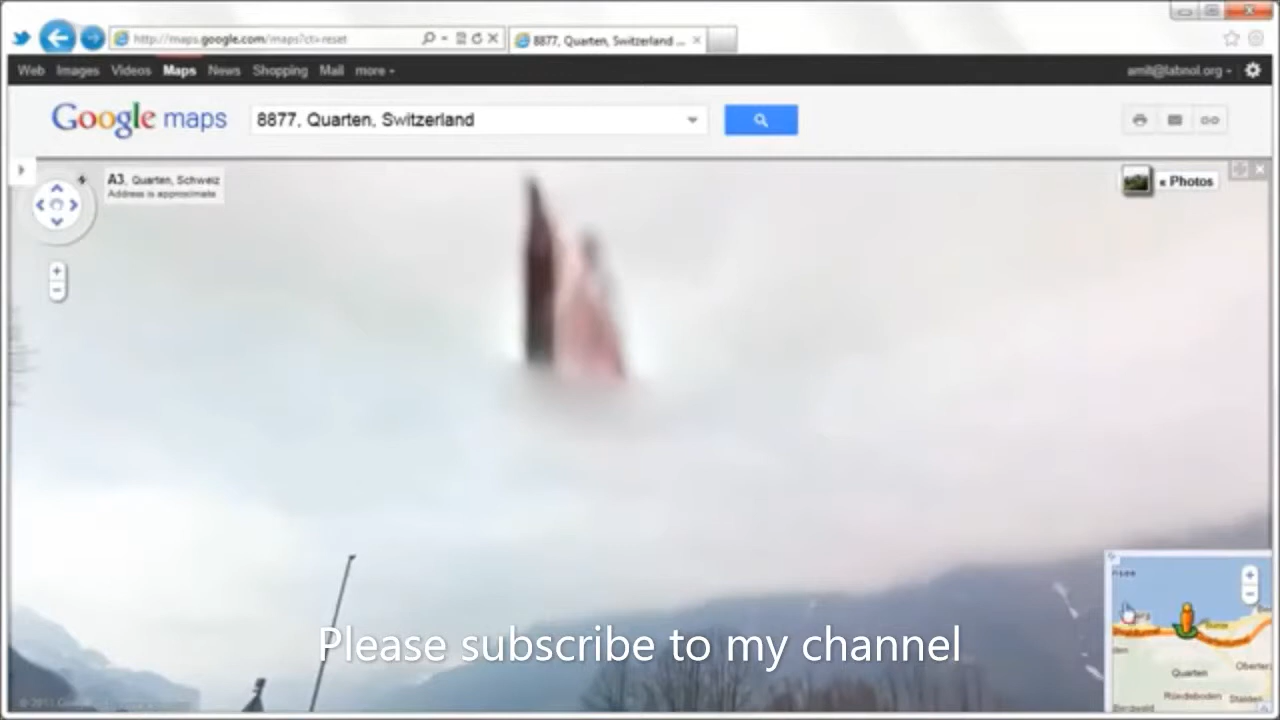 http://maps.google.com/maps?ct=reset
8877, Quarten, Switzerland ...
Web Images Videos Maps News Shopping Mail more
amit@labnol.org
Google maps
8877, Quarten, Switzerland
A3, Quarten, Schweiz
Address is approximate
« Photos
Please subscribe to my channel
Quarten
Oberter